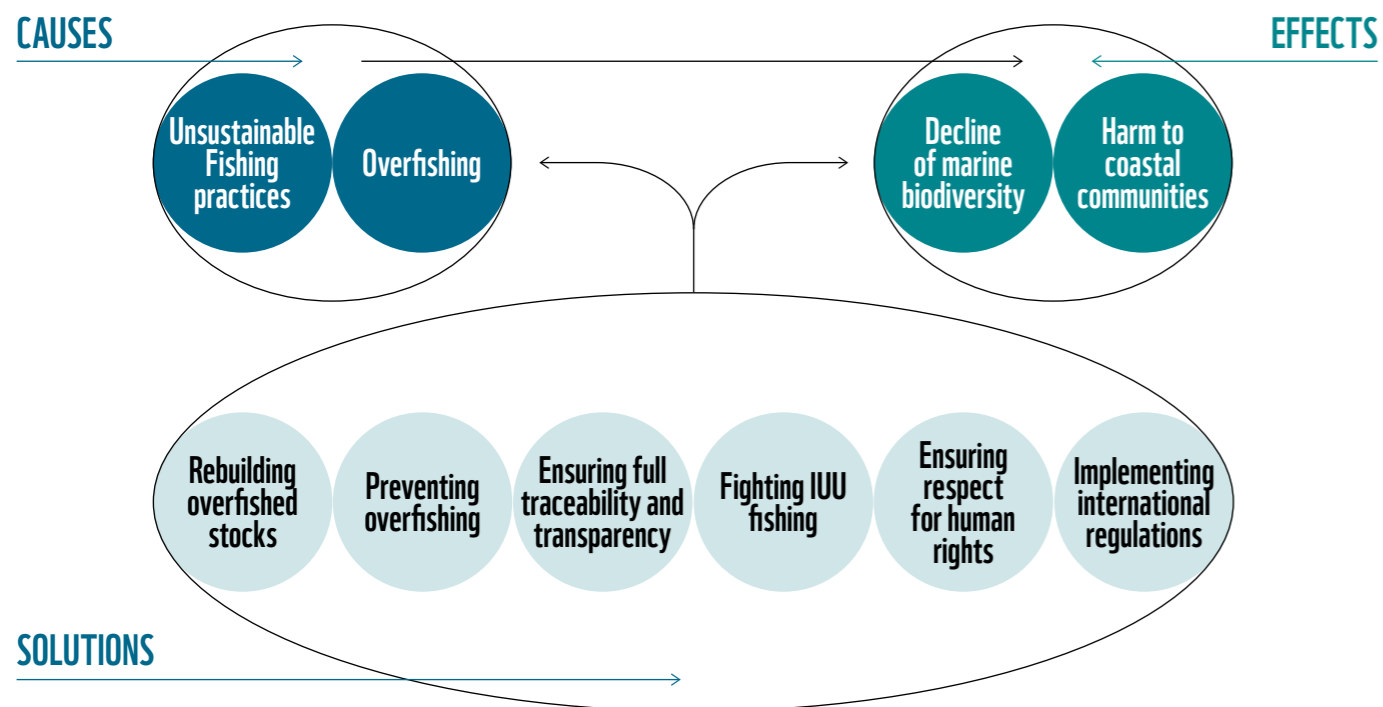 CAUSES
EFFECTS
Unsustainable
Fishing
practices
Overfishing
Decline
of marine
biodiversity
Harm to
coastal
communities
Rebuilding
overfished
stocks
Preventing
overfishing
Ensuring full
traceability and
transparency
Fighting IUU
fishing
Ensuring
respect
for human
rights
Implementing
international
regulations
SOLUTIONS